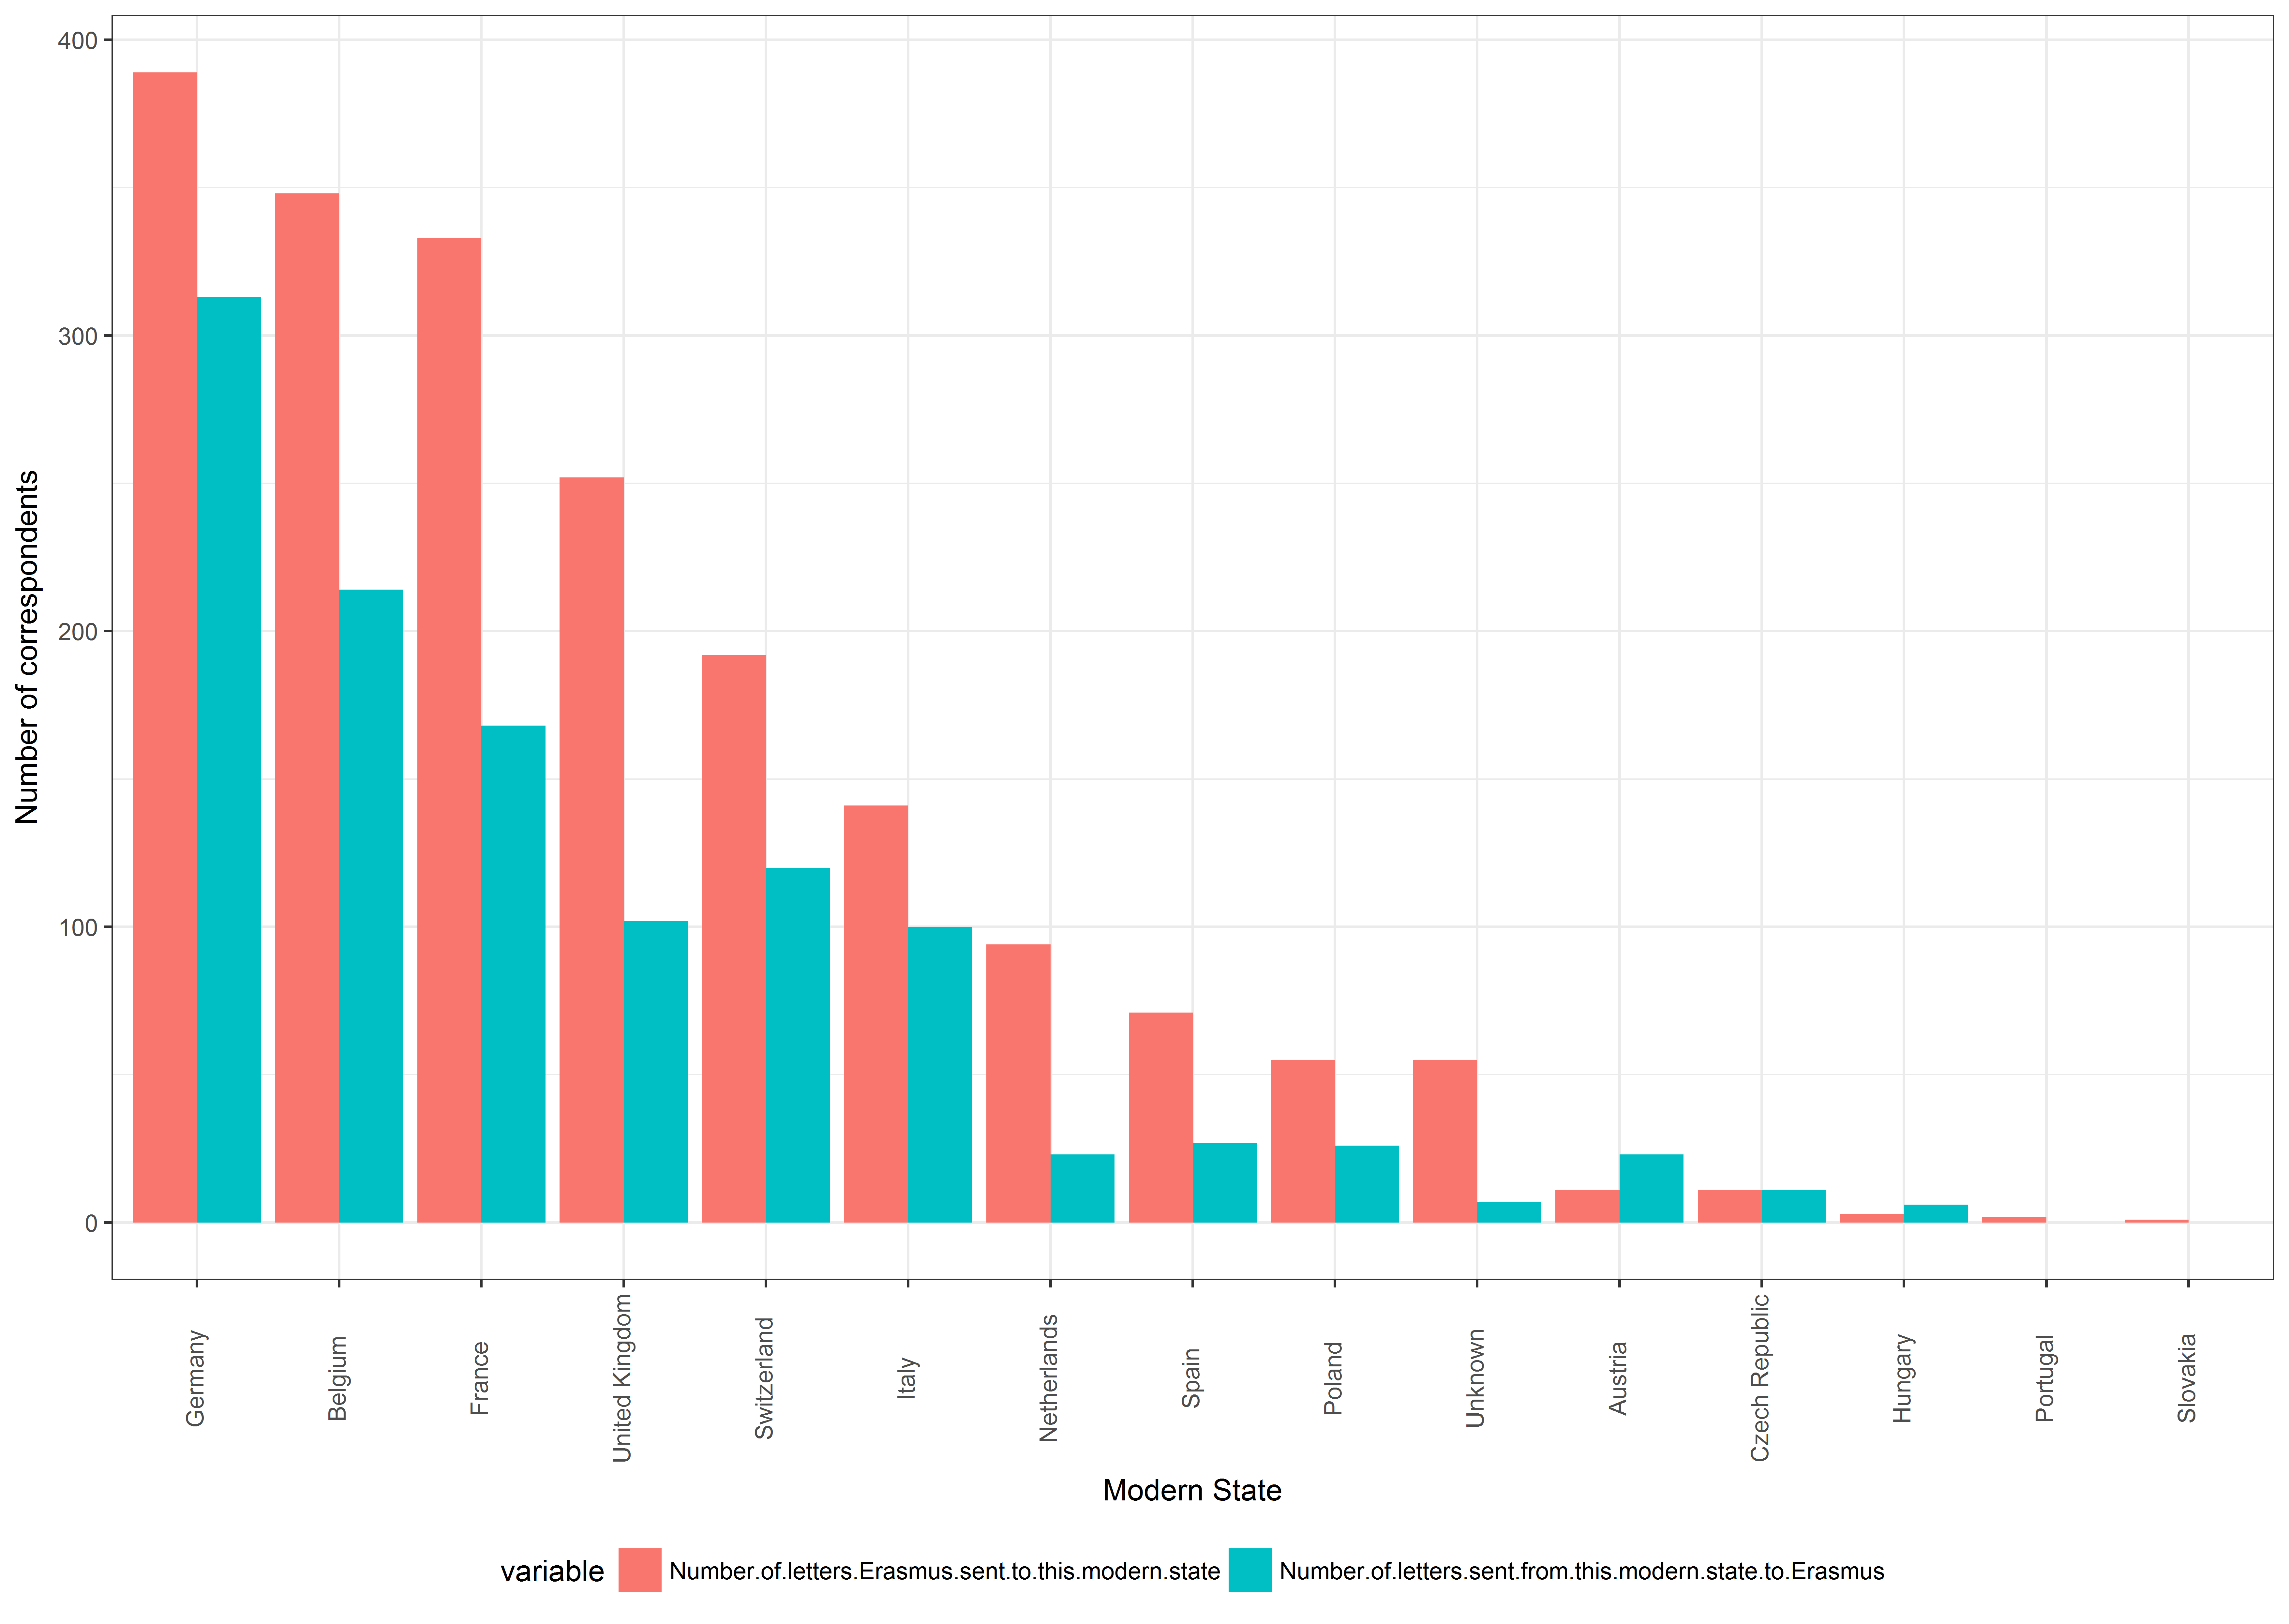 400
300
200
100
0
Number of correspondents
Germany
Belgium
France
United Kingdom
Switzerland
Italy
Netherlands
Spain
Poland
Unknown
Austria
Czech Republic
Hungary
Portugal
Slovakia
Modern State
variable Number.of.letters.Erasmus.sent.to.this.modern.state Number.of.letters.sent.from.this.modern.state.to.Erasmus